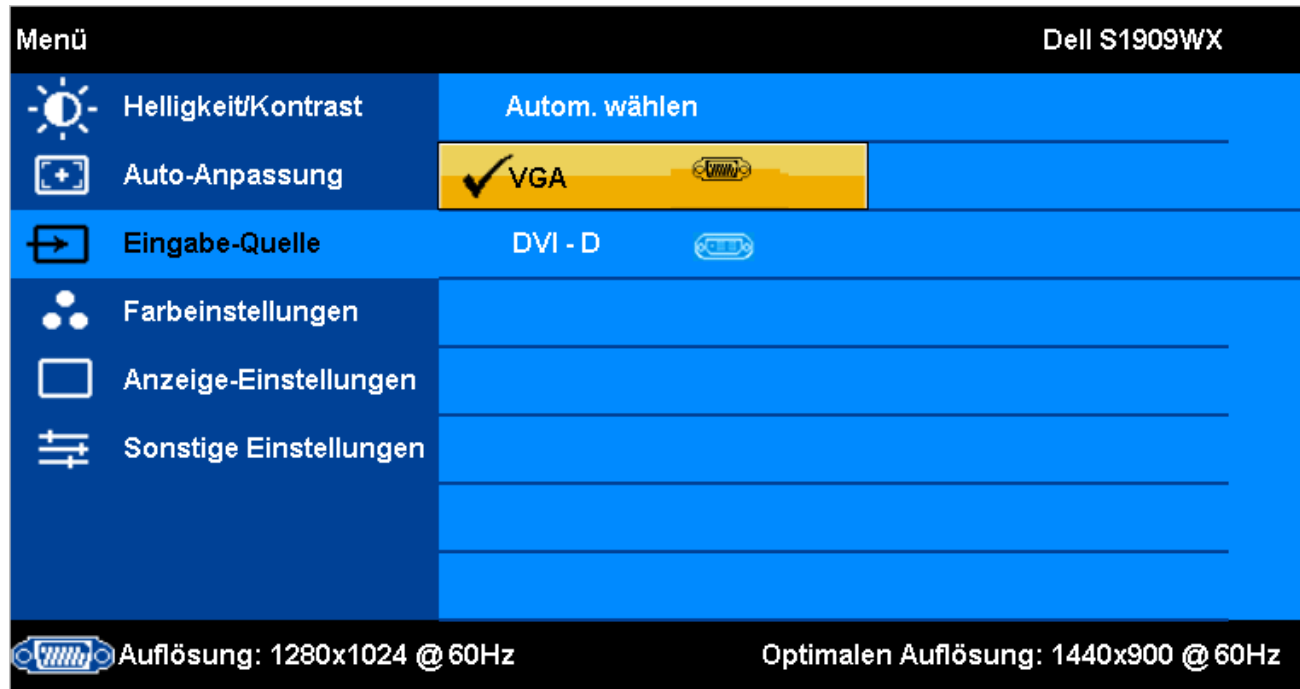 Menü Dell S1909WX
Helligkeit/Kontrast Autom. wählen
Auto-Anpassung VGA
Eingabe-Quelle DVI - D
Farbeinstellungen
Anzeige-Einstellungen
Sonstige Einstellungen
Auflösung: 1280x1024 @ 60Hz Optimalen Auflösung: 1440x900 @ 60Hz